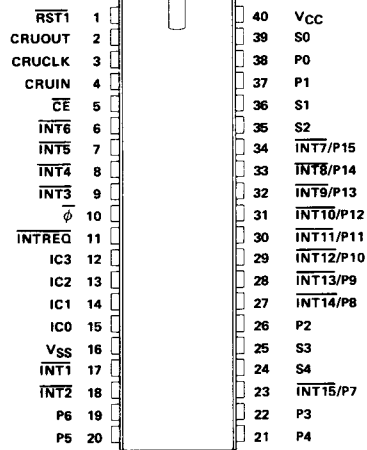 RST1 1 40 VCC
CRUOUT 2 39 S0
CRUCLK 3 38 P0
CRUIN 4 37 P1
CE 5 36 S1
INT6 6 35 S2
INT5 7 34 INT7/P15
INT4 8 33 INT8/P14
INT3 9 32 INT9/P13
ϕ 10 31 INT10/P12
INTREQ 11 30 INT11/P11
IC3 12 29 INT12/P10
IC2 13 28 INT13/P9
IC1 14 27 INT14/P8
IC0 15 26 P2
VSS 16 25 S3
INT1 17 24 S4
INT2 18 23 INT15/P7
P6 19 22 P3
P5 20 21 P4